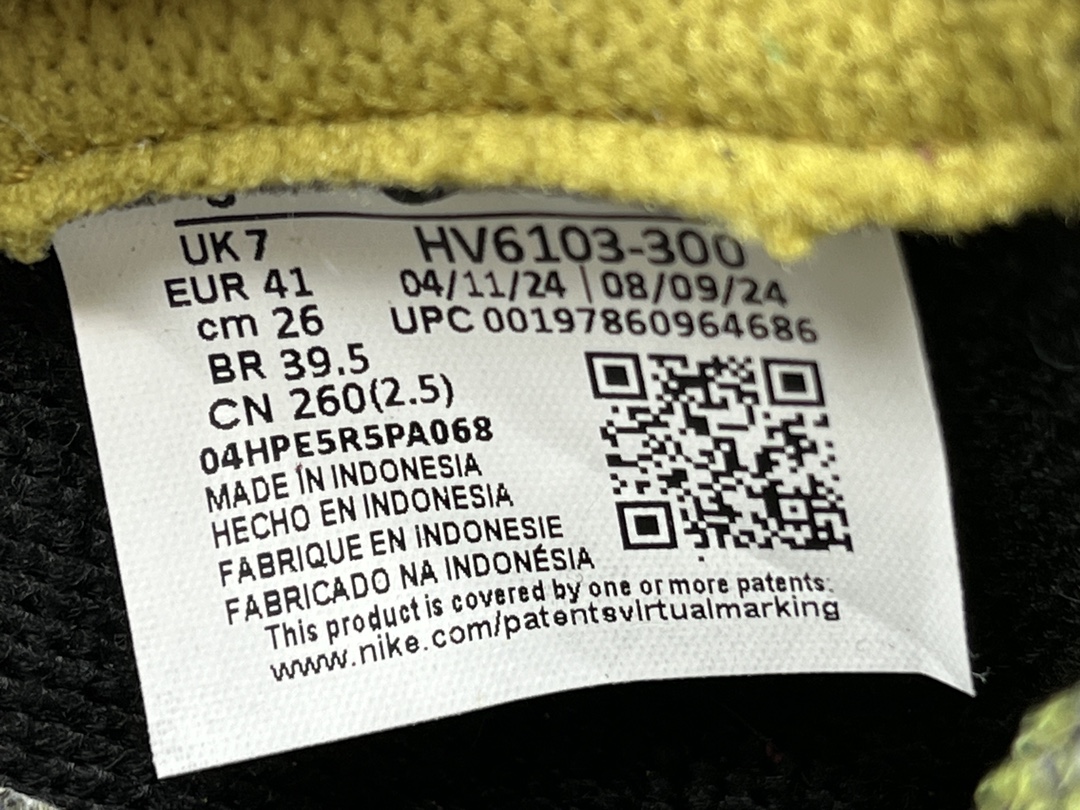 UK 7
EUR 41
cm 26
BR 39.5
CN 260(2.5)
HV6103-300
04/11/24 | 08/09/24
UPC 00197860964686
04HPE5R5PA068
MADE IN INDONESIA
HECHO EN INDONESIA
FABRIQUE EN INDONESIE
FABRICADO NA INDONÉSIA
This product is covered by one or more patents.
www.nike.com/patentsvirtualmarking